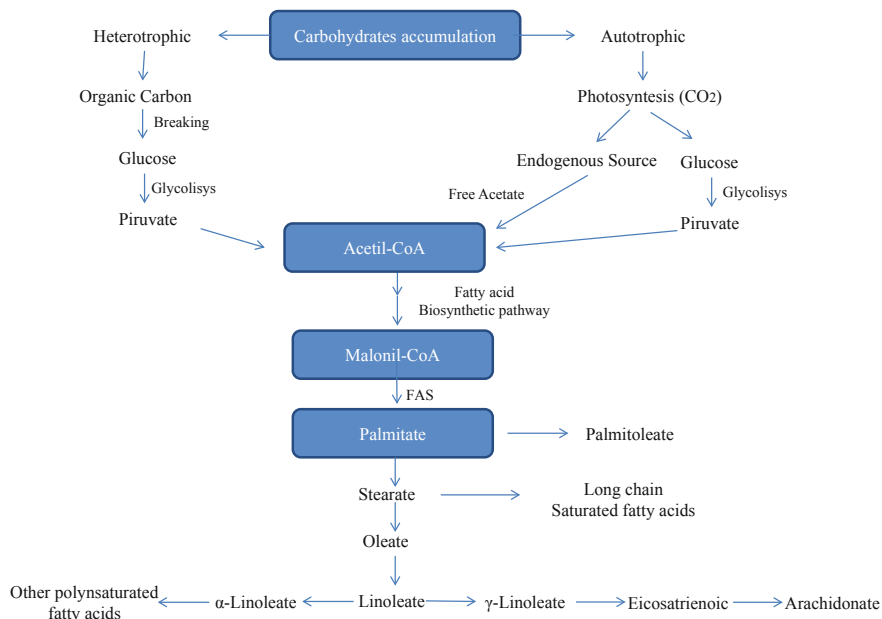 Heterotrophic
Carbohydrates accumulation
Autotrophic
Organic Carbon
Photosyntesis (CO2)
Breaking
Glucose
Endogenous Source
Glucose
Glycolisys
Free Acetate
Glycolisys
Piruvate
Piruvate
Acetil-CoA
Fatty acid
Biosynthetic pathway
Malonil-CoA
FAS
Palmitate
Palmitoleate
Stearate
Long chain
Saturated fatty acids
Oleate
Other polynsaturated
fatty acids
α-Linoleate
Linoleate
γ-Linoleate
Eicosatrienoic
Arachidonate